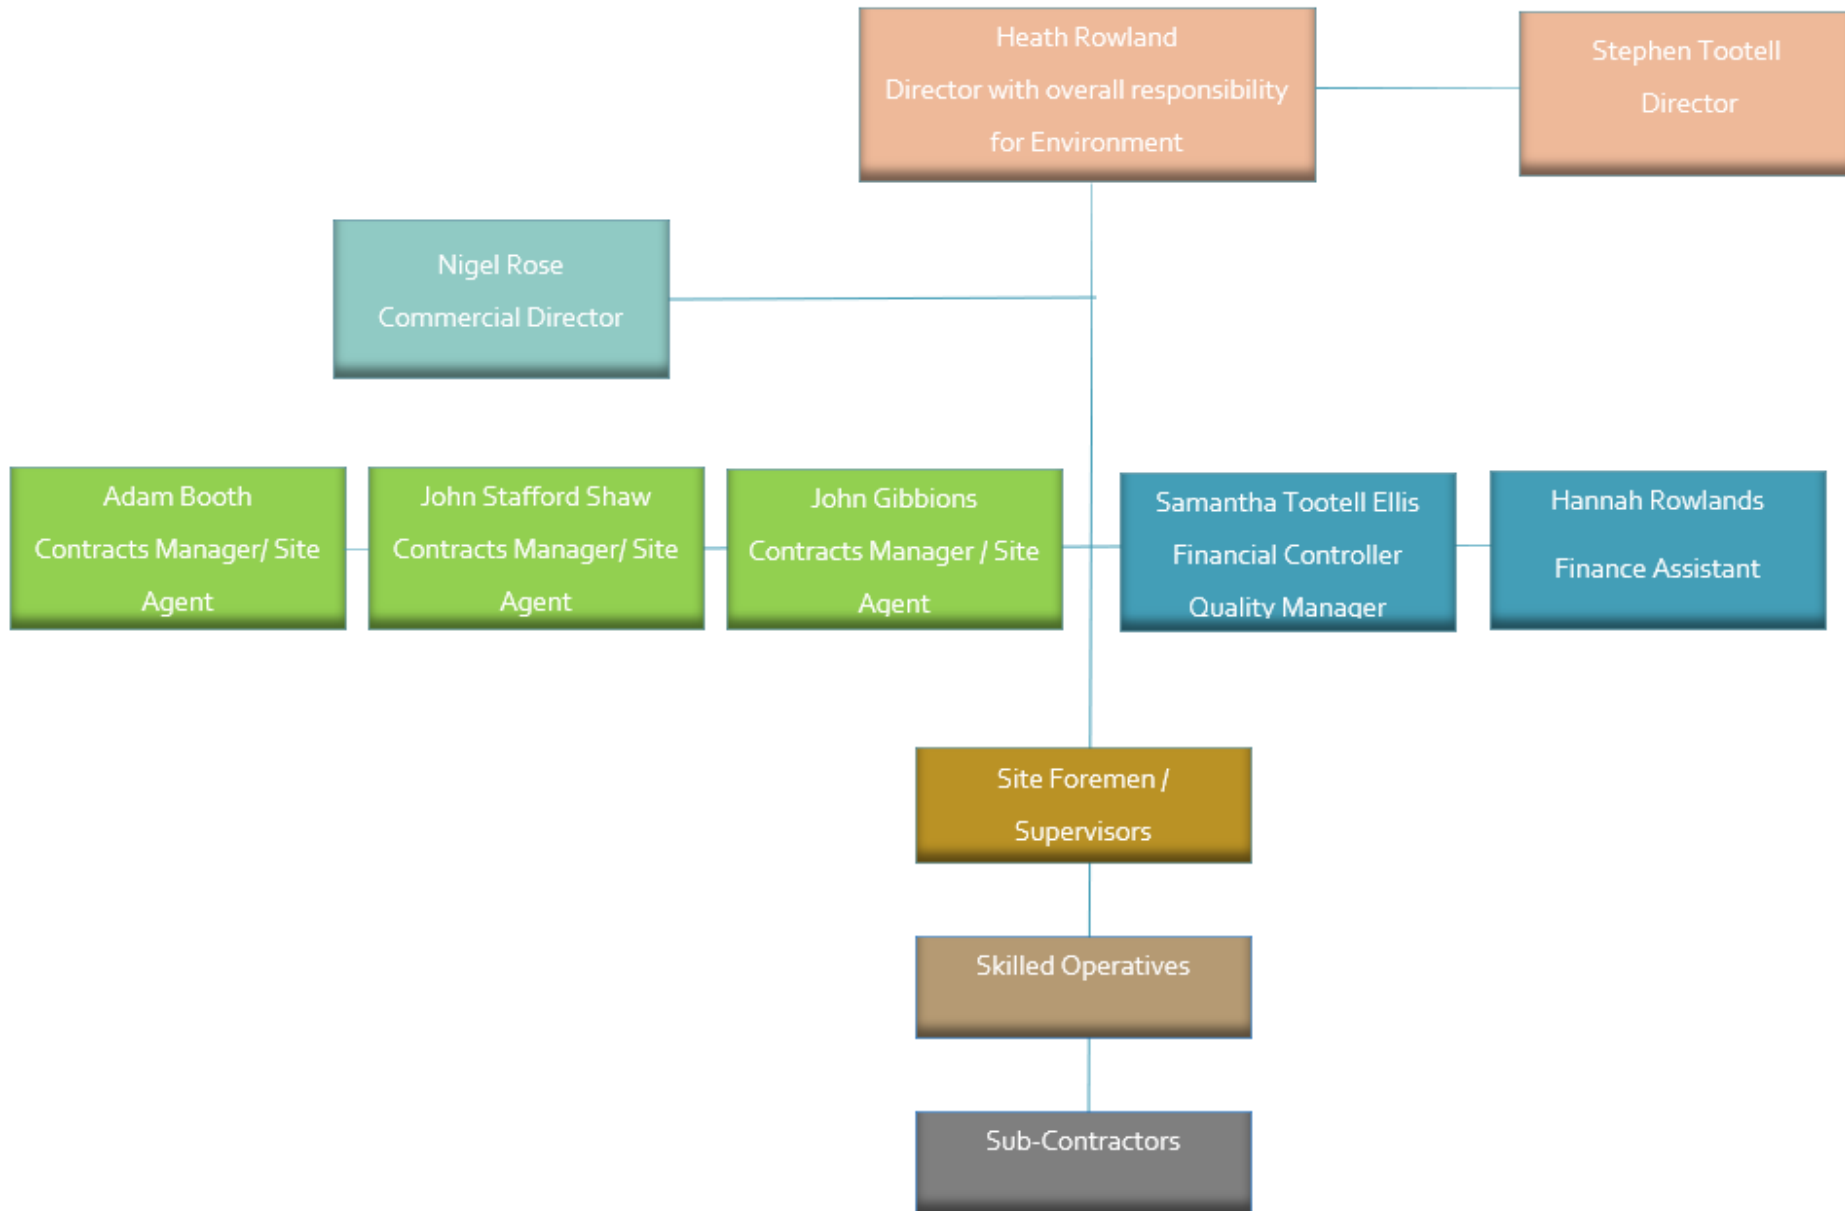 Heath Rowland
Director with overall responsibility
for Environment
Stephen Tootell
Director
Nigel Rose
Commercial Director
Adam Booth
Contracts Manager/ Site
Agent
John Stafford Shaw
Contracts Manager/ Site
Agent
John Gibbions
Contracts Manager / Site
Agent
Samantha Tootell Ellis
Financial Controller
Quality Manager
Hannah Rowlands
Finance Assistant
Site Foremen /
Supervisors
Skilled Operatives
Sub-Contractors